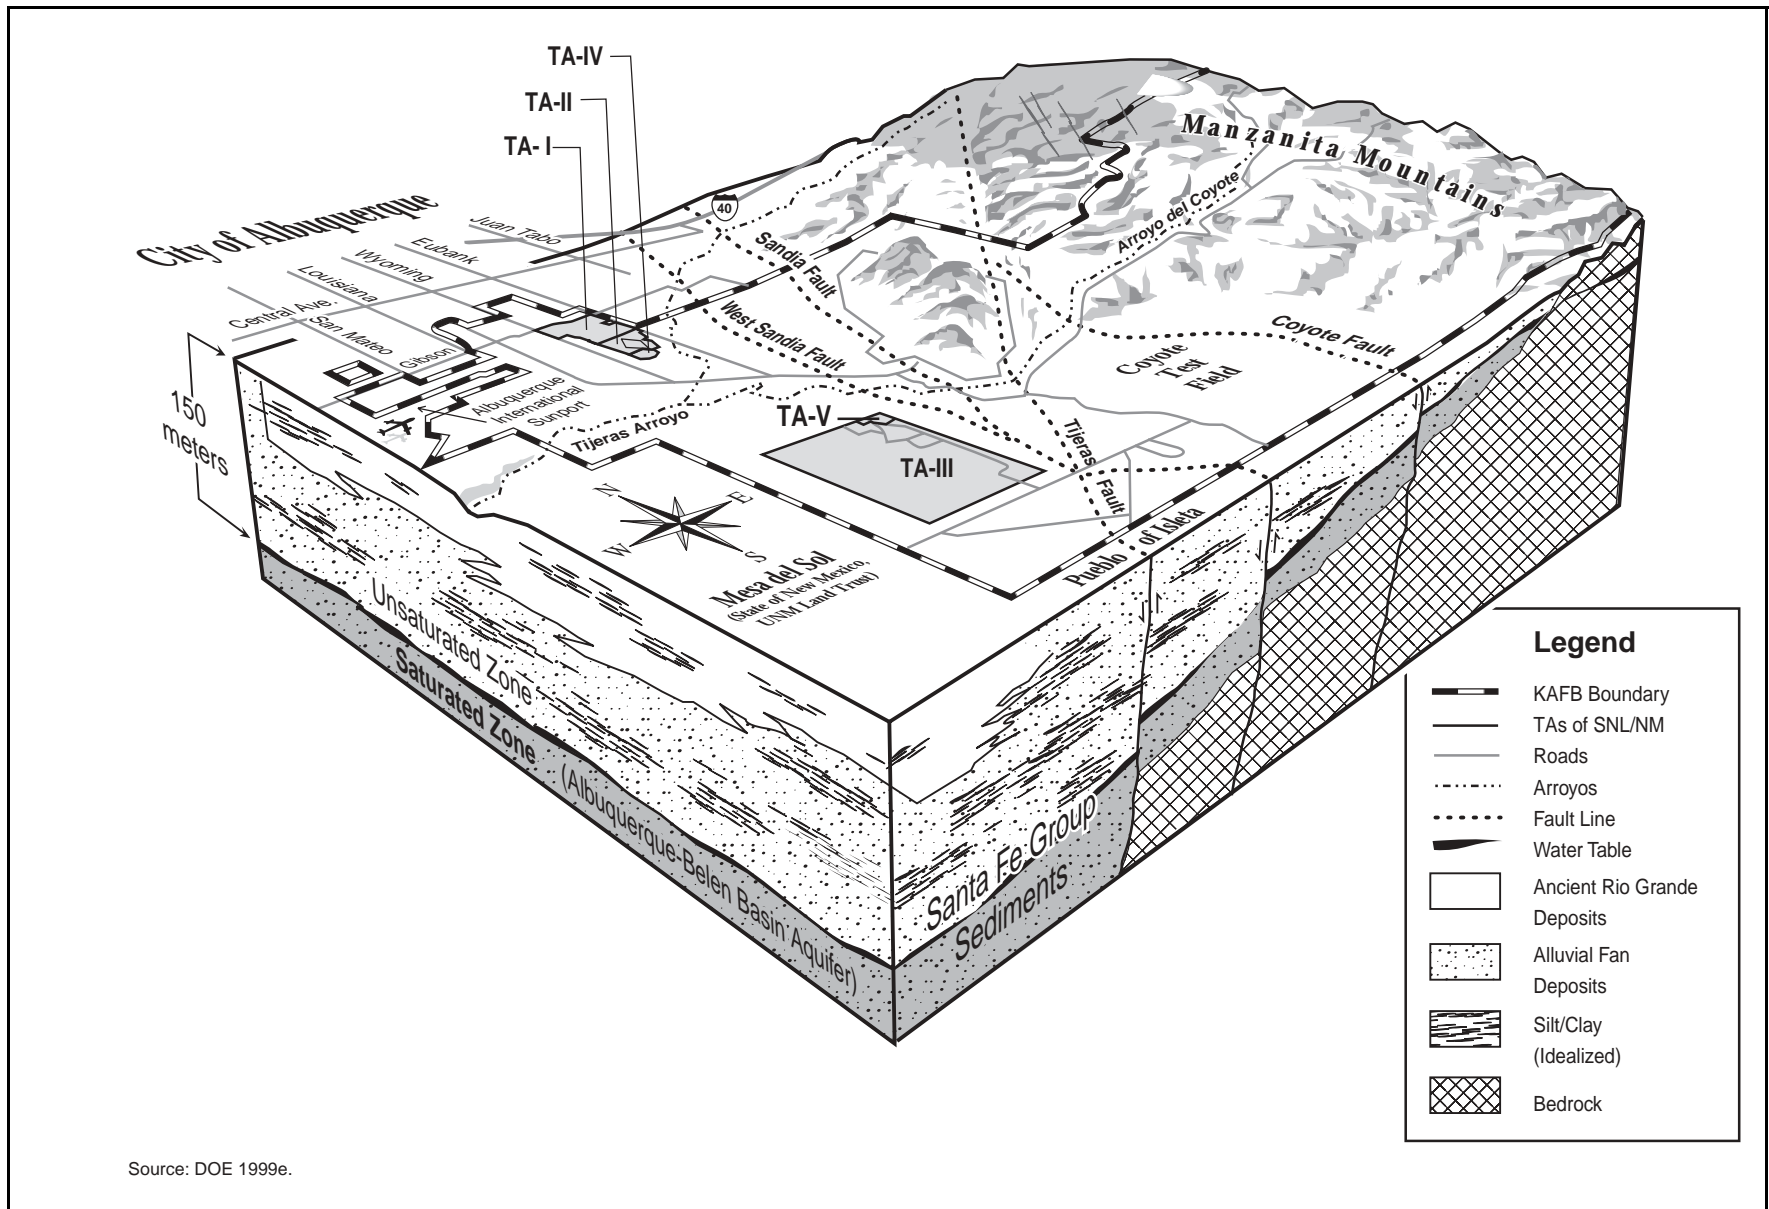 TA-IV
TA-II
TA- I
40
Manzanita Mountains
City of Albuquerque
Juan Tabo
Eubank
Wyoming
Louisiana
Central Ave.
San Mateo
Gibson
Albuquerque
International
Sunport
Sandia Fault
West Sandia Fault
Arroyo del Coyote
Coyote Fault
Coyote
Test
Field
150
meters
Tijeras Arroyo
TA-V
TA-III
Tijeras
Fault
N
E
W
S
Pueblo of Isleta
Mesa del Sol
(State of New Mexico,
UNM Land Trust)
Unsaturated Zone
Saturated Zone
(Albuquerque-Belen Basin Aquifer)
Santa Fe Group
Sediments
Legend
KAFB Boundary
TAs of SNL/NM
Roads
Arroyos
Fault Line
Water Table
Ancient Rio Grande
Deposits
Alluvial Fan
Deposits
Silt/Clay
(Idealized)
Bedrock
Source: DOE 1999e.